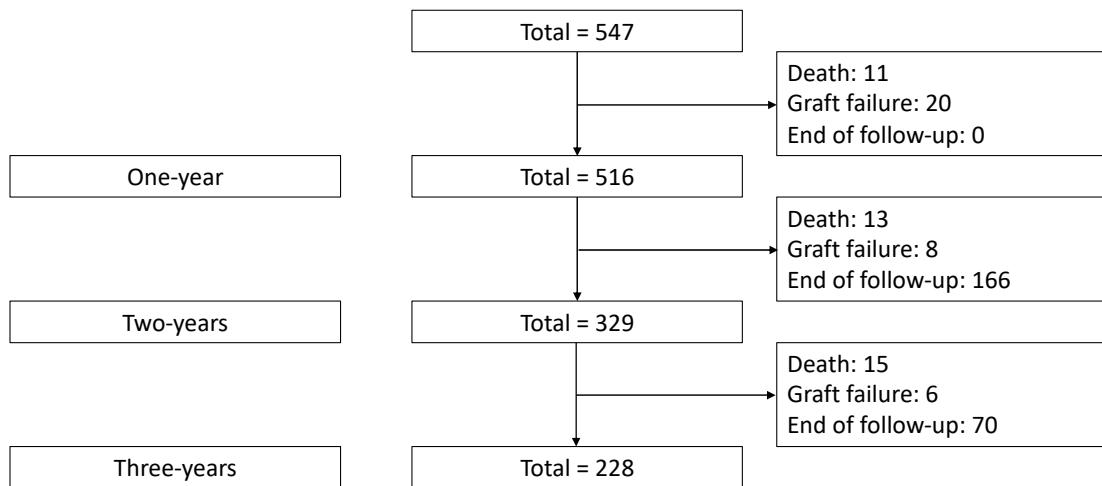 Total = 547
Death: 11
Graft failure: 20
End of follow-up: 0
One-year
Total = 516
Death: 13
Graft failure: 8
End of follow-up: 166
Two-years
Total = 329
Death: 15
Graft failure: 6
End of follow-up: 70
Three-years
Total = 228